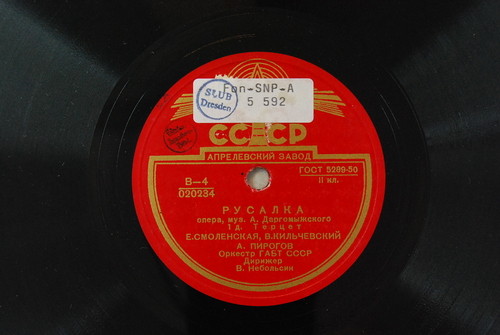 Fon-SNP-A
5 592
SLUB
Dresden
СССР
АПРЕЛЕВСКИЙ ЗАВОД
ГОСТ 5289-50
II кл.
В—4
020234
РУСАЛКА
опера, муз. А. Даргомыжского
1д. Терцет
Е.СМОЛЕНСКАЯ, В.КИЛЬЧЕВСКИЙ
А. ПИРОГОВ
Оркестр ГАБТ СССР
Дирижер
В. Небольсин